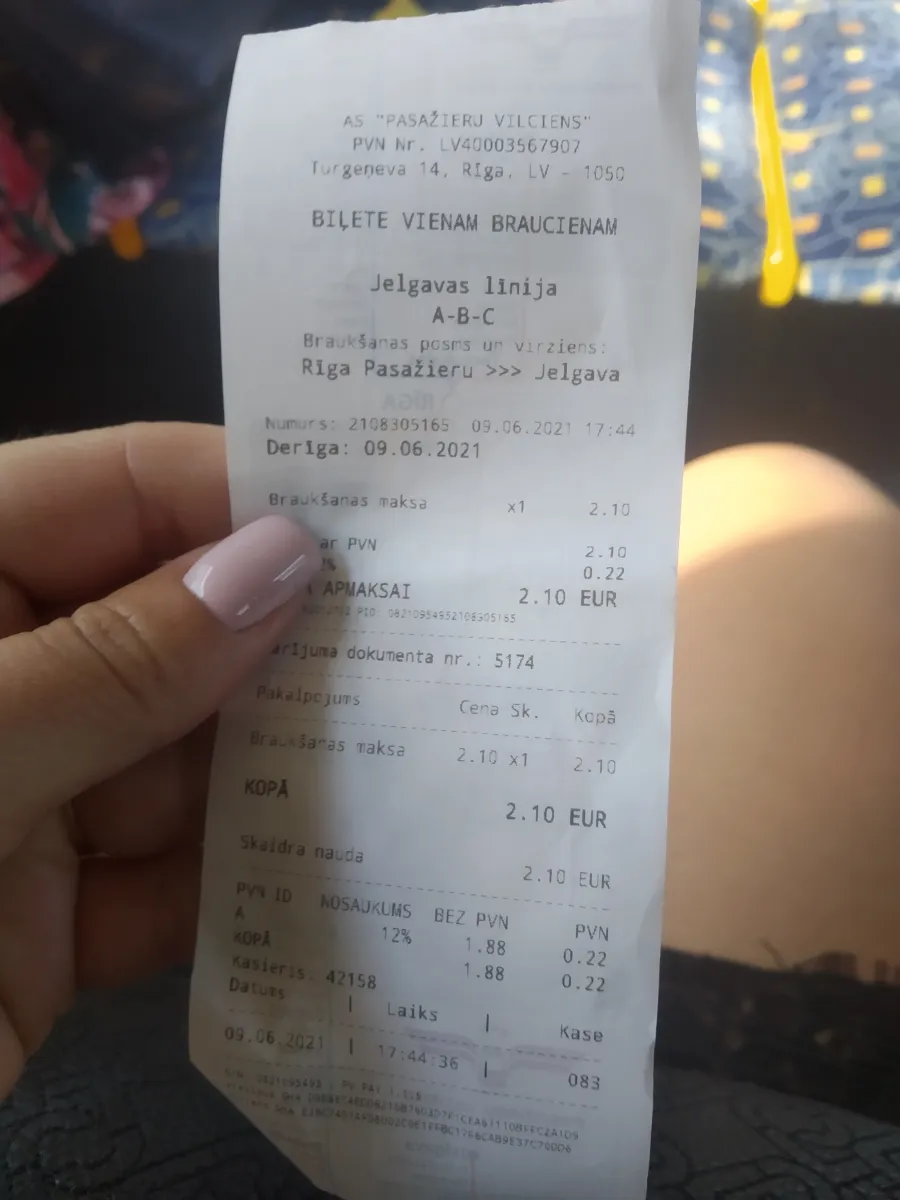 AS "PASAŽIERU VILCIENS"
PVN Nr. LV40003567907
Turgeņeva 14, Rīga, LV - 1050
BIĻETE VIENAM BRAUCIENAM
Jelgavas līnija
A-B-C
Braukšanas posms un virziens:
Rīga Pasažieru >>> Jelgava
Numurs: 2108305165 09.06.2021 17:44
Derīga: 09.06.2021
Braukšanas maksa x1 2.10
ar PVN 2.10
0.22
APMAKSAI 2.10 EUR
dokumenta nr.: 5174
Pakalpojums Cena Sk. Kopā
Braukšanas maksa 2.10 x1 2.10
KOPĀ 2.10 EUR
Skaidra nauda 2.10 EUR
PVN ID NOSAUKUMS BEZ PVN PVN
A 12% 1.88 0.22
KOPĀ 1.88 0.22
Kasieris: 42158
Datums | Laiks | Kase
09.06.2021 | 17:44:36 | 083